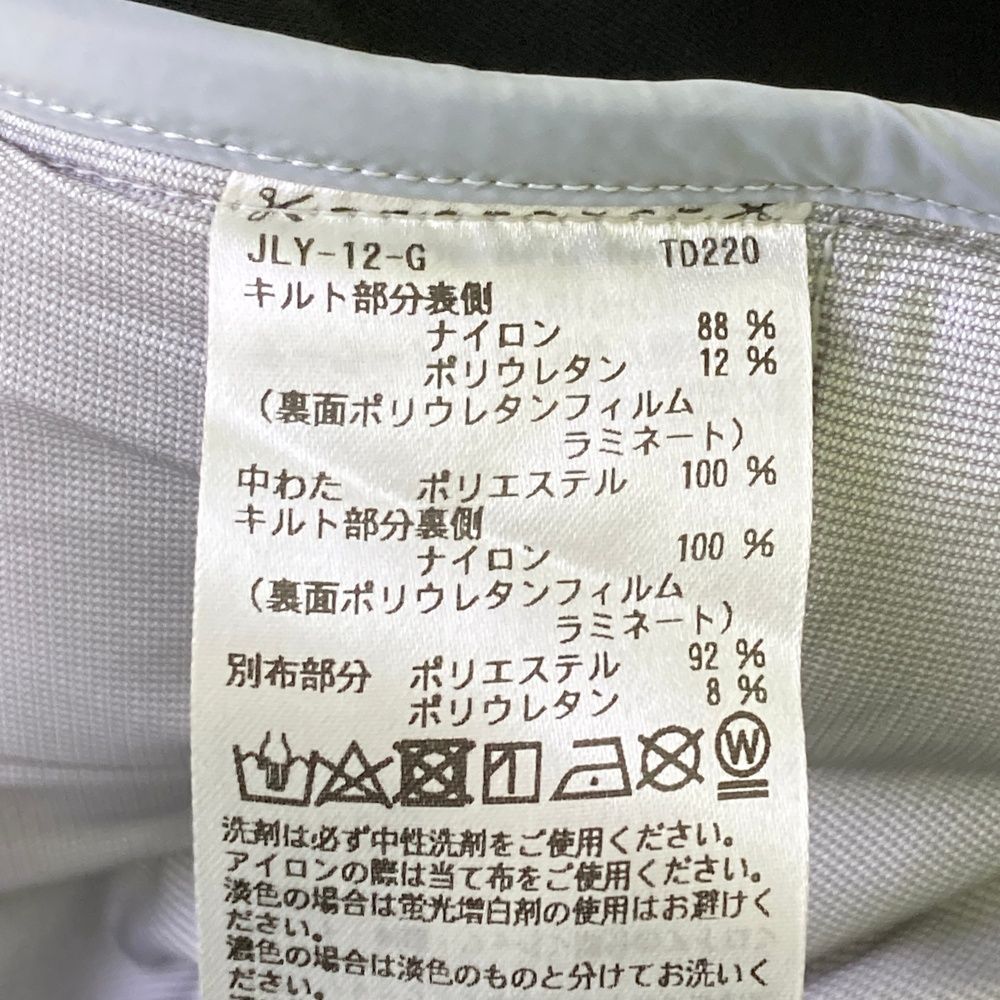 JLY-12-G TD220
キルト部分表側
ナイロン 88 %
ポリウレタン 12 %
（裏面ポリウレタンフィルム
ラミネート）
中わた ポリエステル 100 %
キルト部分裏側
ナイロン 100 %
（裏面ポリウレタンフィルム
ラミネート）
別布部分 ポリエステル 92 %
ポリウレタン 8 %
W
洗剤は必ず中性洗剤をご使用ください。
アイロンの際は当て布をご使用ください。
淡色の場合は蛍光増白剤の使用はお避けく
ださい。
濃色の場合は淡色のものと分けてお洗いく
ださい。